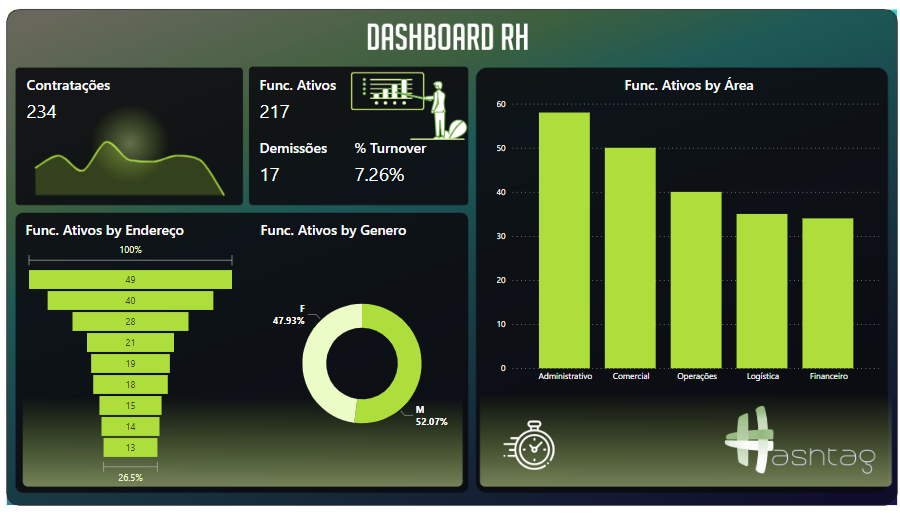 DASHBOARD RH
Contratações
234
Func. Ativos
217
Demissões
17
% Turnover
7.26%
Func. Ativos by Endereço
100%
49
40
28
21
19
18
15
14
13
26.5%
Func. Ativos by Genero
F
47.93%
M
52.07%
Func. Ativos by Área
60
50
40
30
20
10
0
Administrativo Comercial Operações Logística Financeiro
Hashtag